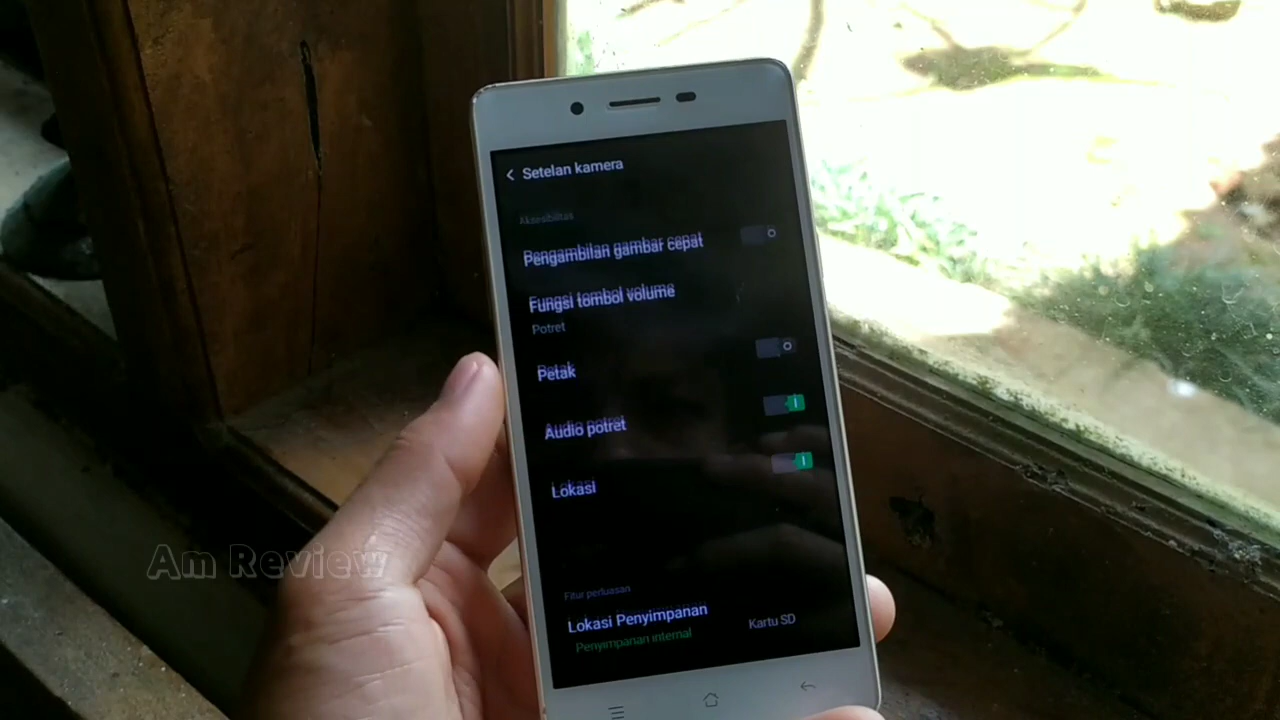 Setelan kamera
Aksesibilitas
Pengambilan gambar cepat
Fungsi tombol volume
Potret
Petak
Audio potret
Lokasi
Fitur perluasan
Lokasi Penyimpanan
Penyimpanan internal
Kartu SD
Am Review